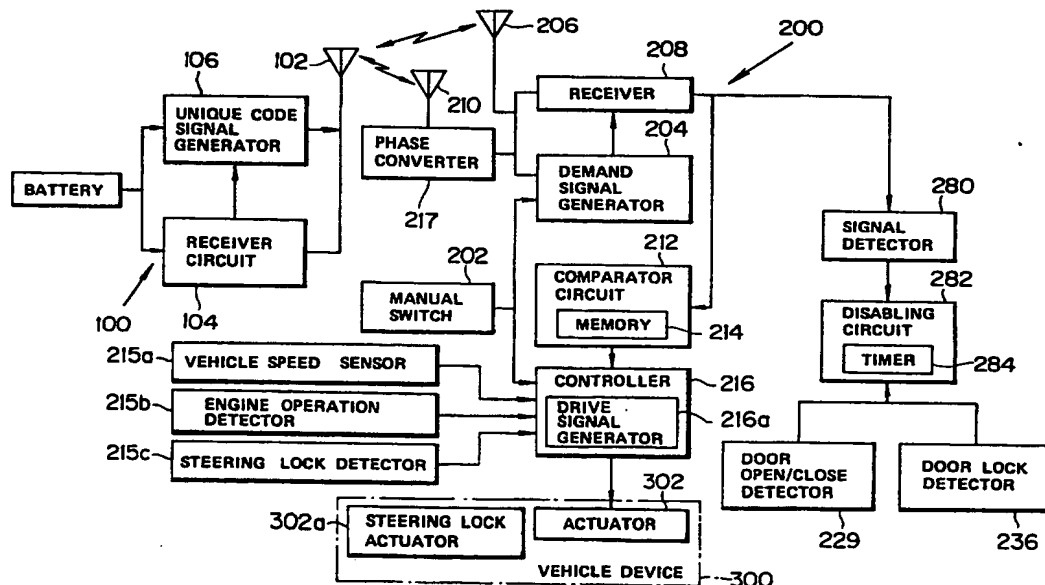 206
200
106
102
208
210
RECEIVER
204
UNIQUE CODE
SIGNAL
GENERATOR
PHASE
CONVERTER
DEMAND
SIGNAL
GENERATOR
BATTERY
217
280
RECEIVER
CIRCUIT
212
SIGNAL
DETECTOR
202
COMPARATOR
CIRCUIT
282
MANUAL
SWITCH
MEMORY
214
DISABLING
CIRCUIT
100
104
TIMER
284
215a
VEHICLE SPEED SENSOR
CONTROLLER
216
215b
ENGINE OPERATION
DETECTOR
DRIVE
SIGNAL
GENERATOR
216a
215c
STEERING LOCK DETECTOR
DOOR
OPEN/CLOSE
DETECTOR
DOOR LOCK
DETECTOR
302
302a
STEERING LOCK
ACTUATOR
ACTUATOR
229
236
VEHICLE DEVICE
300